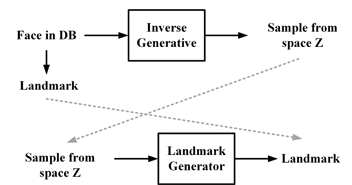 Face in DB
Inverse
Generative
Sample from
space Z
Landmark
Sample from
space Z
Landmark
Generator
Landmark